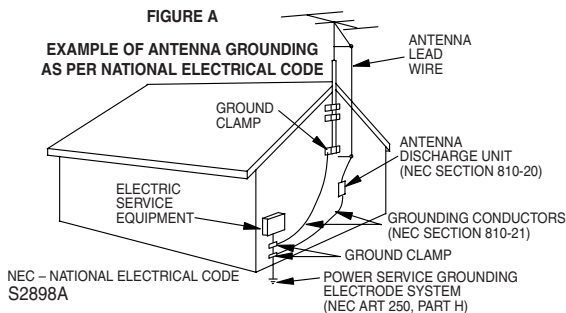 FIGURE A
EXAMPLE OF ANTENNA GROUNDING
AS PER NATIONAL ELECTRICAL CODE
ANTENNA
LEAD
WIRE
GROUND
CLAMP
ANTENNA
DISCHARGE UNIT
(NEC SECTION 810-20)
ELECTRIC
SERVICE
EQUIPMENT
GROUNDING CONDUCTORS
(NEC SECTION 810-21)
GROUND CLAMP
POWER SERVICE GROUNDING
ELECTRODE SYSTEM
(NEC ART 250, PART H)
NEC – NATIONAL ELECTRICAL CODE
S2898A